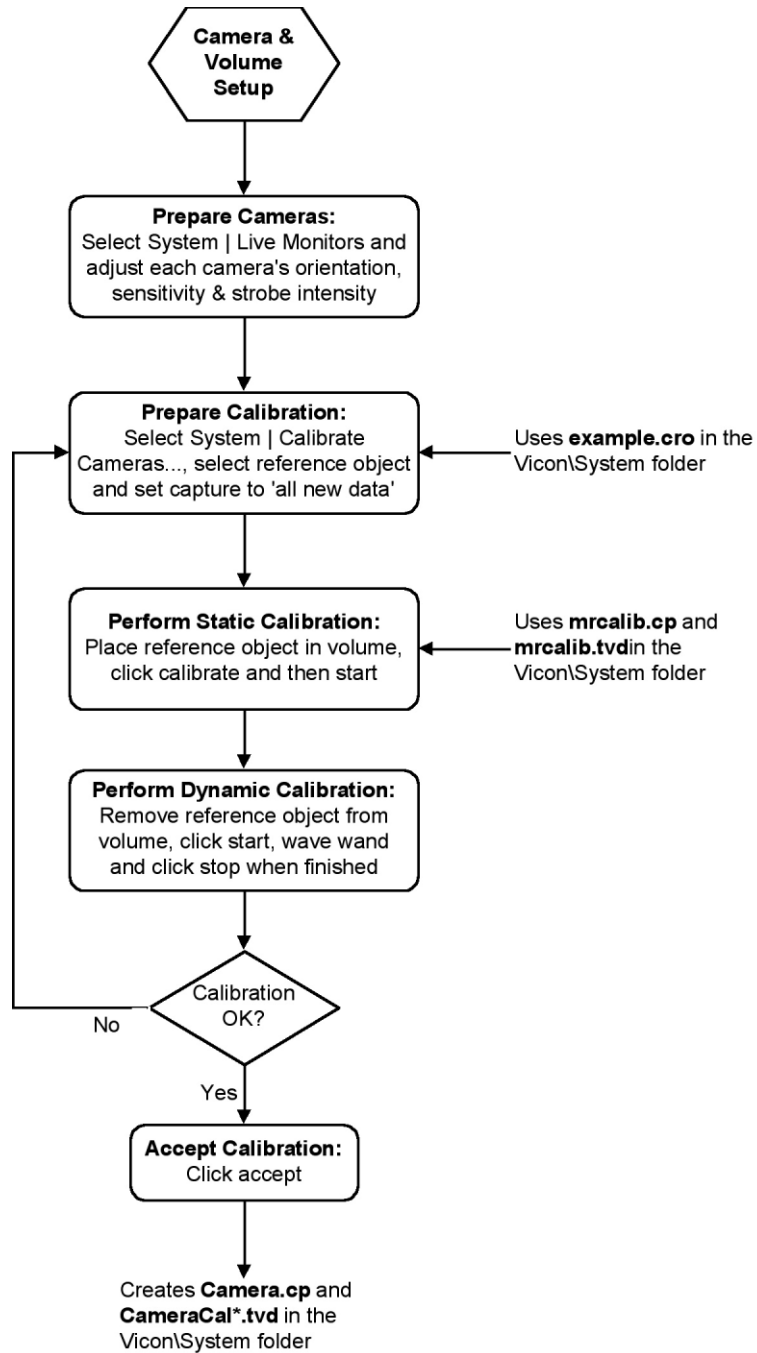 Camera &
Volume
Setup
Prepare Cameras:
Select System | Live Monitors and
adjust each camera's orientation,
sensitivity & strobe intensity
Prepare Calibration:
Select System | Calibrate
Cameras..., select reference object
and set capture to 'all new data'
Uses example.cro in the
Vicon\System folder
Perform Static Calibration:
Place reference object in volume,
click calibrate and then start
Uses mrcalib.cp and
mrcalib.tvdin the
Vicon\System folder
Perform Dynamic Calibration:
Remove reference object from
volume, click start, wave wand
and click stop when finished
Calibration
OK?
No
Yes
Accept Calibration:
Click accept
Creates Camera.cp and
CameraCal*.tvd in the
Vicon\System folder